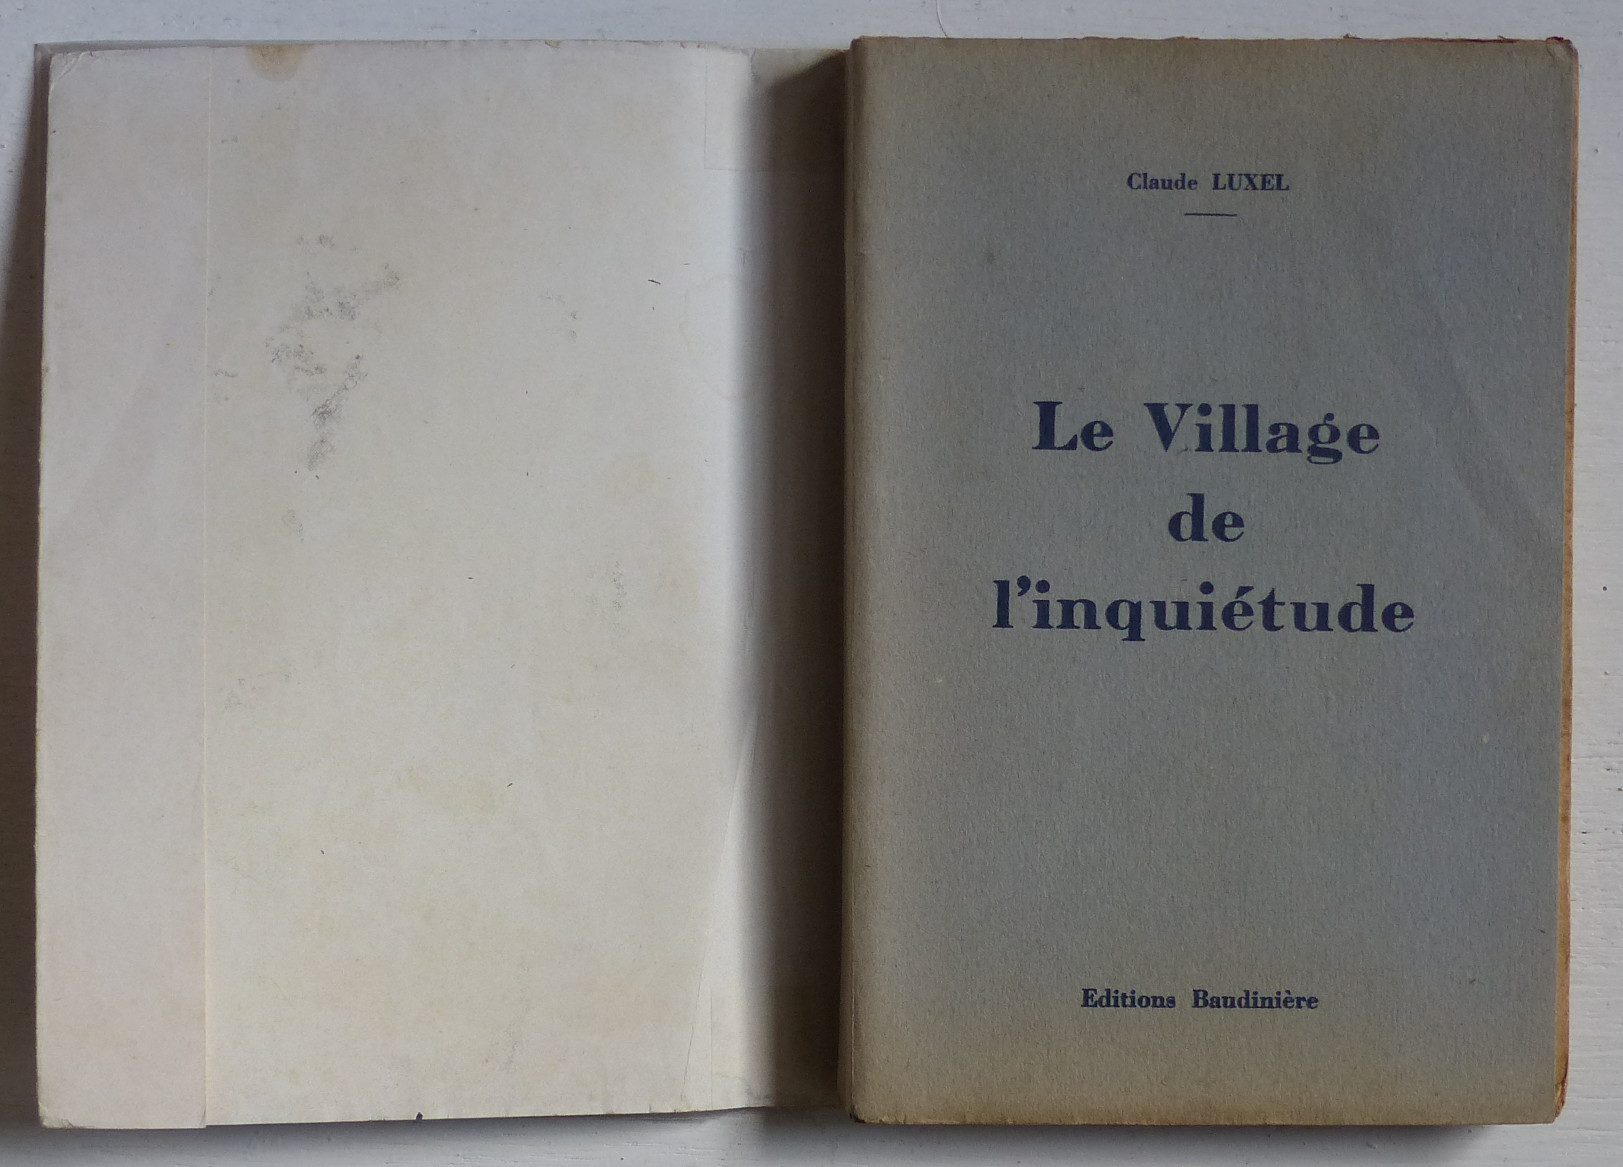 Claude LUXEL
Le Village
de
l'inquiétude
Editions Baudinière